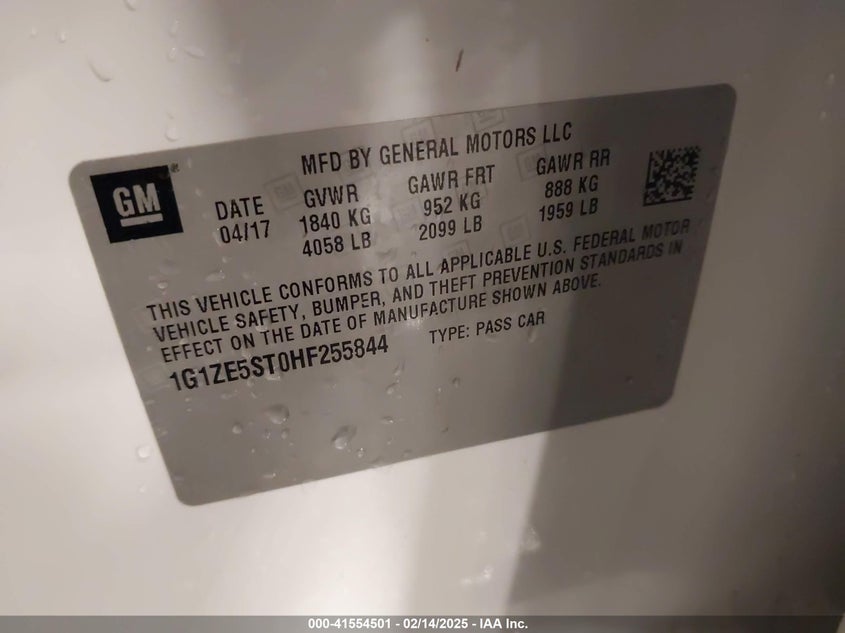 MFD BY GENERAL MOTORS LLC
GM®
DATE GVWR GAWR FRT GAWR RR
04/17 1840 KG 952 KG 888 KG
4058 LB 2099 LB 1959 LB
THIS VEHICLE CONFORMS TO ALL APPLICABLE U.S. FEDERAL MOTOR
VEHICLE SAFETY, BUMPER, AND THEFT PREVENTION STANDARDS IN
EFFECT ON THE DATE OF MANUFACTURE SHOWN ABOVE.
1G1ZE5ST0HF255844 TYPE: PASS CAR
000-41554501 - 02/14/2025 - IAA Inc.